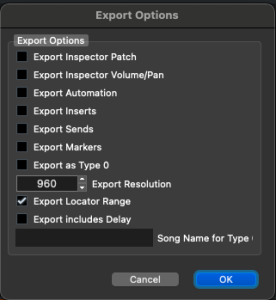 Export Options
Export Options
Export Inspector Patch
Export Inspector Volume/Pan
Export Automation
Export Inserts
Export Sends
Export Markers
Export as Type 0
960 Export Resolution
Export Locator Range
Export includes Delay
Song Name for Type
Cancel OK